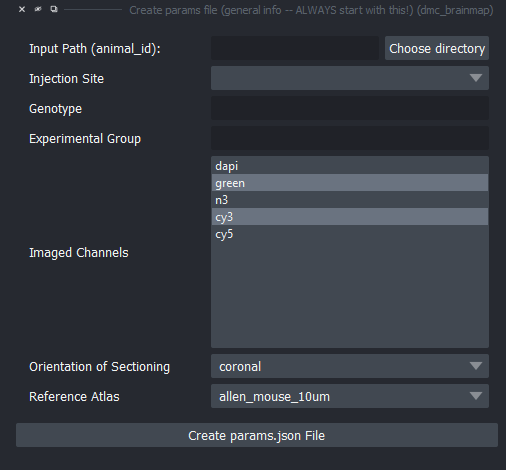 Create params file (general info -- ALWAYS start with this!) (dmc_brainmap)
Input Path (animal_id):
Choose directory
Injection Site
Genotype
Experimental Group
Imaged Channels
dapi
green
n3
cy3
cy5
Orientation of Sectioning
coronal
Reference Atlas
allen_mouse_10um
Create params.json File